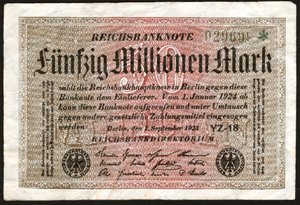 REICHSBANKNOTE
Fünfzig Millionen Mark
zahlt die Reichsbankhauptkasse in Berlin gegen diese
Banknote dem Einlieferer. Vom 1. Januar 1924 ab
kann diese Banknote aufgerufen und unter Umtausch
gegen andere gesetzliche Zahlungsmittel eingezogen
werden
Berlin, den 1. September 1923
YZ-18
REICHSBANKDIREKTORIUM
50